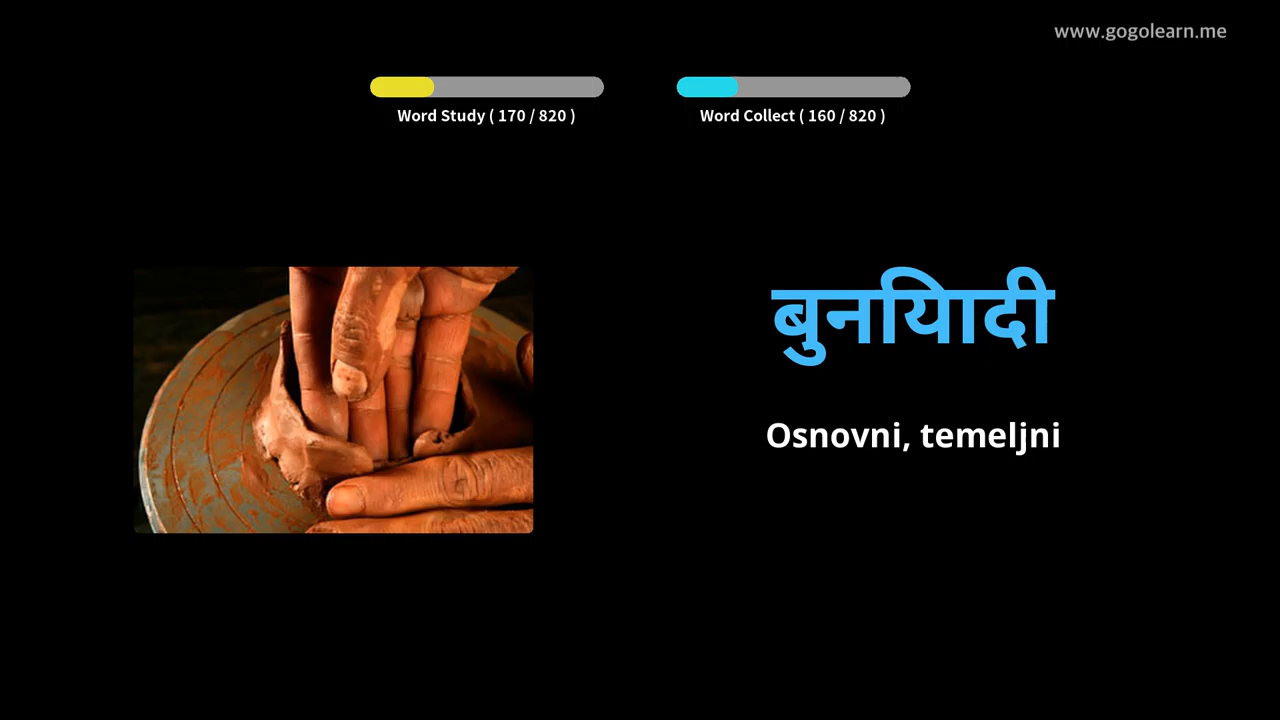 www.gogolearn.me
Word Study ( 170 / 820 )
Word Collect ( 160 / 820 )
बुनियादी
Osnovni, temeljni